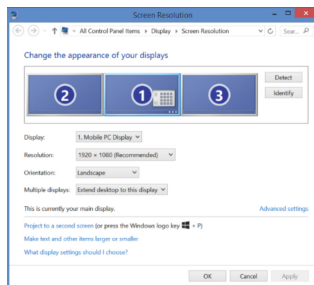 Screen Resolution
All Control Panel Items ▸ Display ▸ Screen Resolution
Sear...
Change the appearance of your displays
2
1
3
Detect
Identify
Display: 1. Mobile PC Display
Resolution: 1920 × 1080 (Recommended)
Orientation: Landscape
Multiple displays: Extend desktop to this display
This is currently your main display. Advanced settings
Project to a second screen (or press the Windows logo key + P)
Make text and other items larger or smaller
What display settings should I choose?
OK Cancel Apply